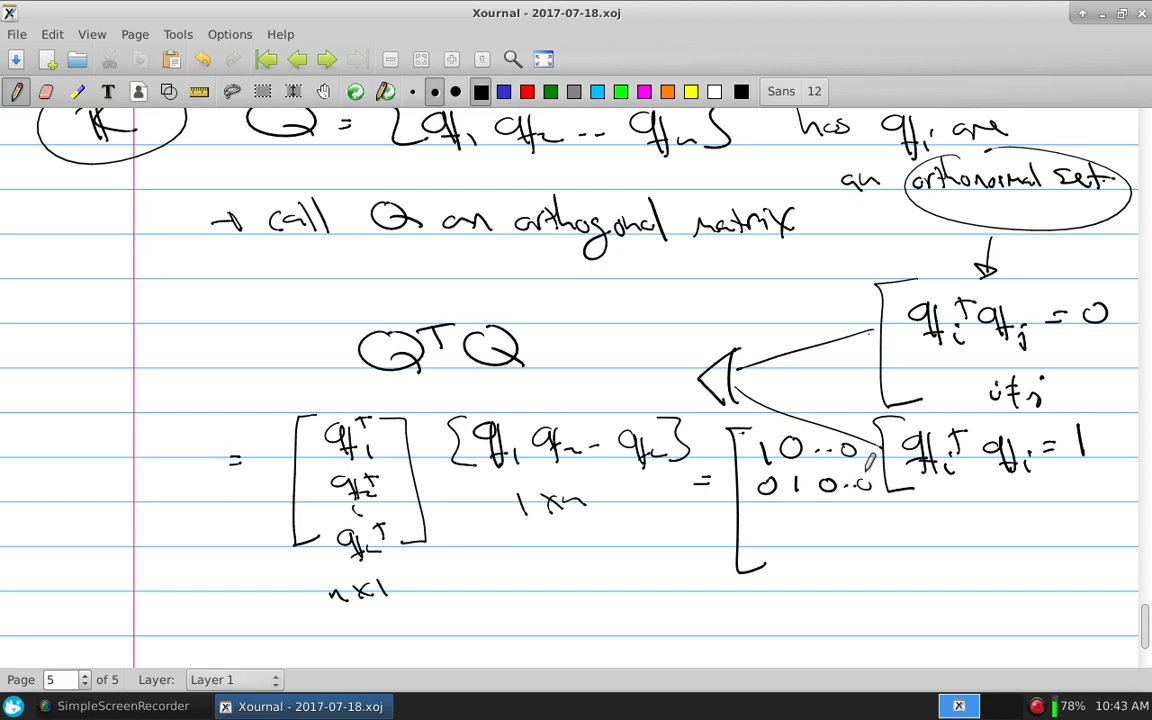 Xournal - 2017-07-18.xoj
File Edit View Page Tools Options Help
Sans 12
Q = [q₁ q₂ ... qₙ] has qᵢ are
an orthonormal set
→ call Q an orthogonal matrix
QᵀQ
qᵢᵀqⱼ = 0
i≠j
= [q₁ᵀ q₂ᵀ ⋮ qₙᵀ] [q₁ q₂ - qₙ] = [1 0 ... 0
0 1 0 ... 0
qᵢᵀ qᵢ = 1
1 x n
n x 1
Page 5 of 5 Layer: Layer 1
SimpleScreenRecorder Xournal - 2017-07-18.xoj 78% 10:43 AM